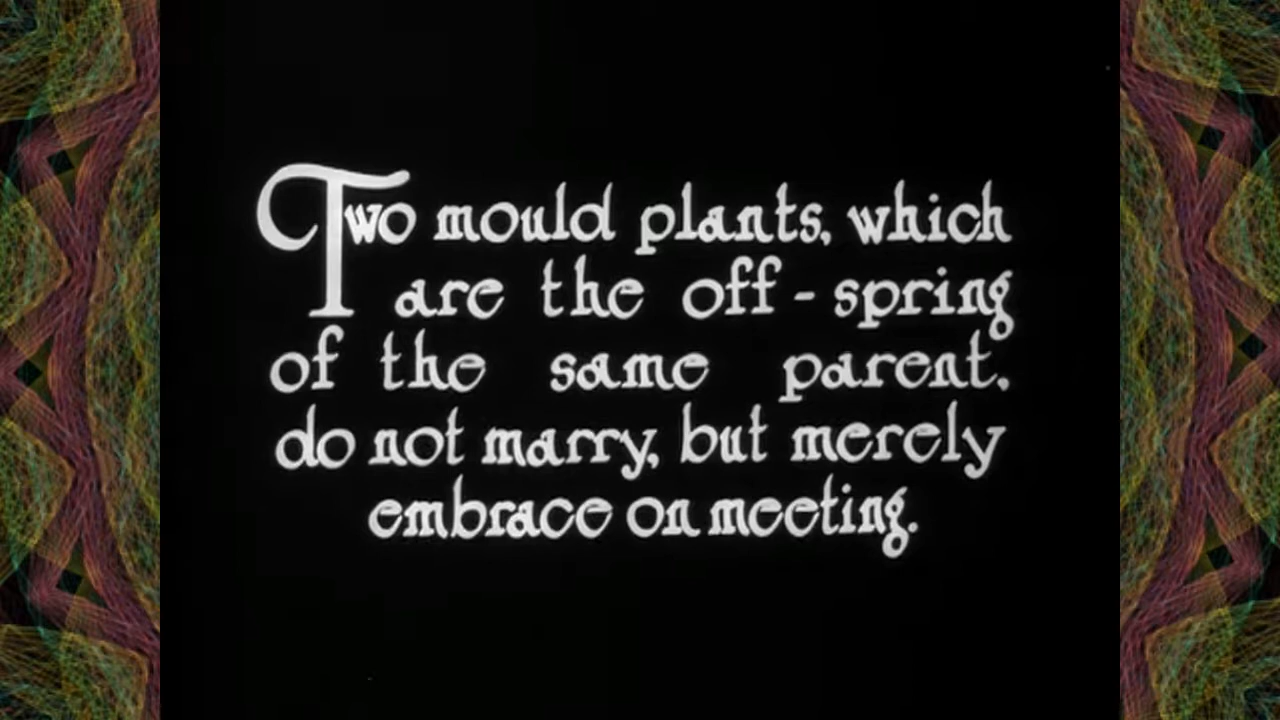 Two mould plants, which
are the off-spring
of the same parent,
do not marry, but merely
embrace on meeting.